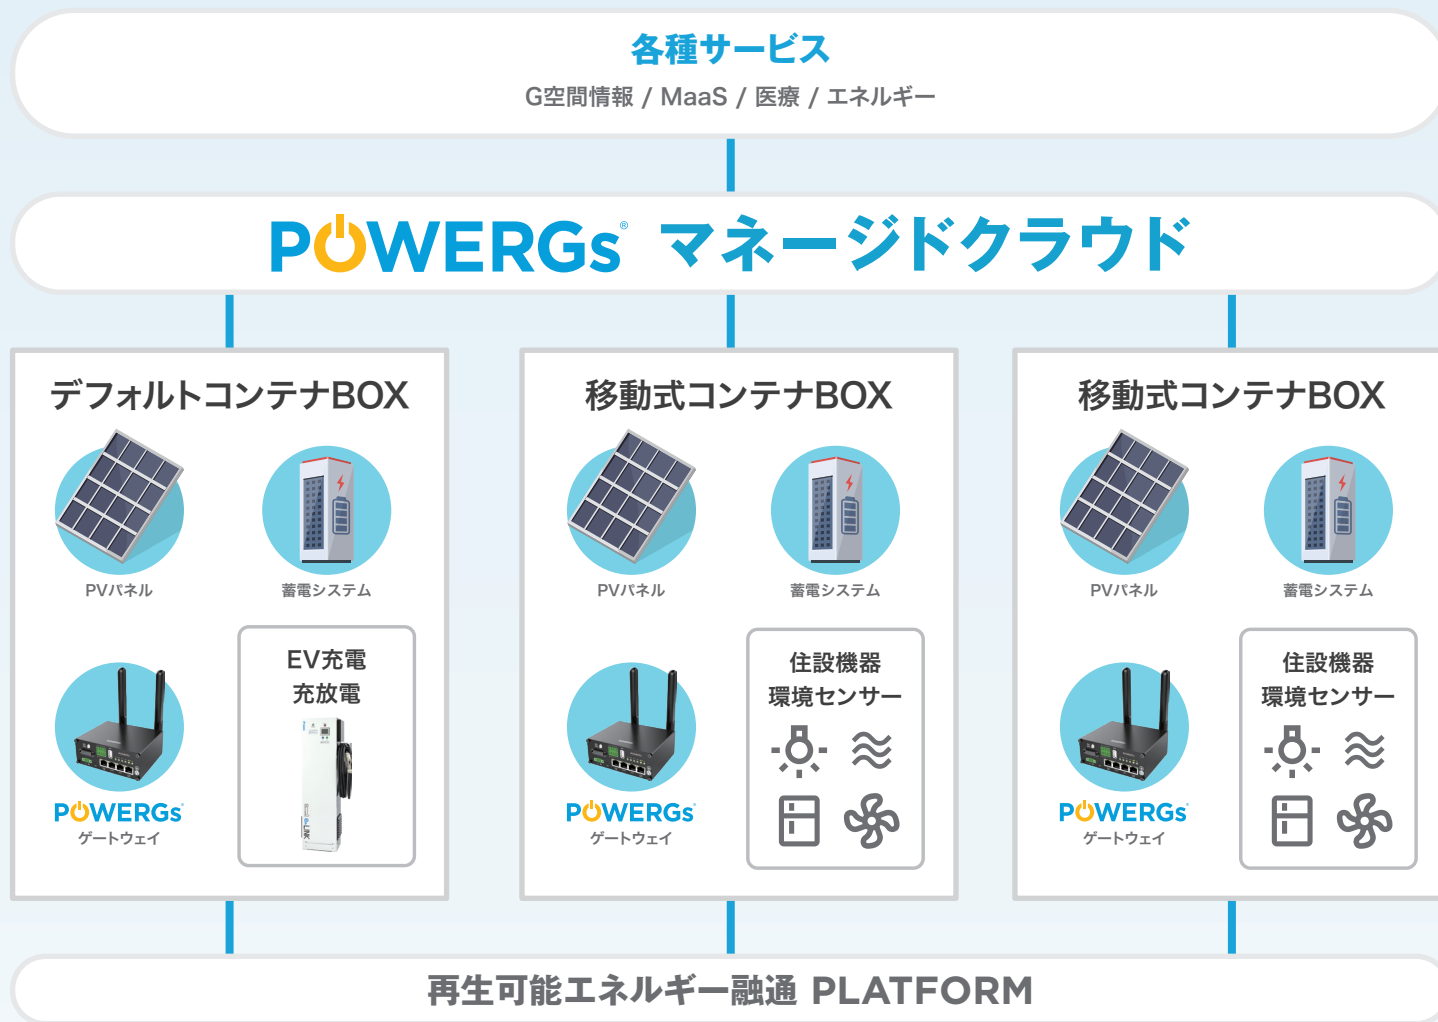 各種サービス
G空間情報 / MaaS / 医療 / エネルギー
POWERGs® マネージドクラウド
デフォルトコンテナBOX
PVパネル
蓄電システム
POWERGs
ゲートウェイ
EV充電
充放電
移動式コンテナBOX
PVパネル
蓄電システム
POWERGs
ゲートウェイ
住設機器
環境センサー
移動式コンテナBOX
PVパネル
蓄電システム
POWERGs
ゲートウェイ
住設機器
環境センサー
再生可能エネルギー融通 PLATFORM